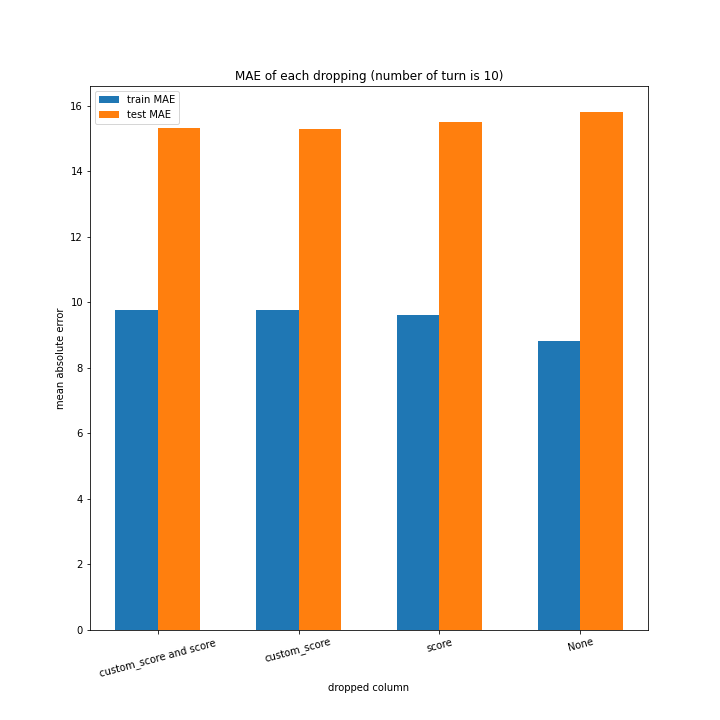 MAE of each dropping (number of turn is 10)
train MAE
test MAE
16
14
12
10
8
6
4
2
0
mean absolute error
custom_score and score
custom_score
score
None
dropped column